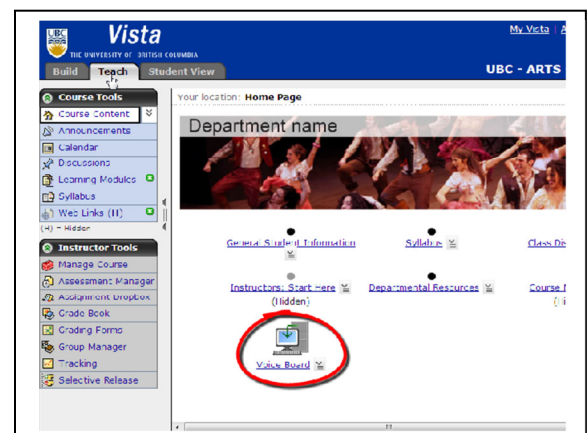 UBC
Vista
THE UNIVERSITY OF BRITISH COLUMBIA
My Vista
Build Teach Student View
UBC - ARTS
Course Tools
Your location: Home Page
Course Content
Announcements
Calendar
Discussions
Learning Modules
Syllabus
Web Links (H)
(H) = Hidden
Instructor Tools
Manage Course
Assessment Manager
Assignment Dropbox
Grade Book
Grading Forms
Group Manager
Tracking
Selective Release
Department name
General Student Information
Syllabus
Class Dis
Instructors: Start Here
(Hidden)
Departmental Resources
Course
Voice Board